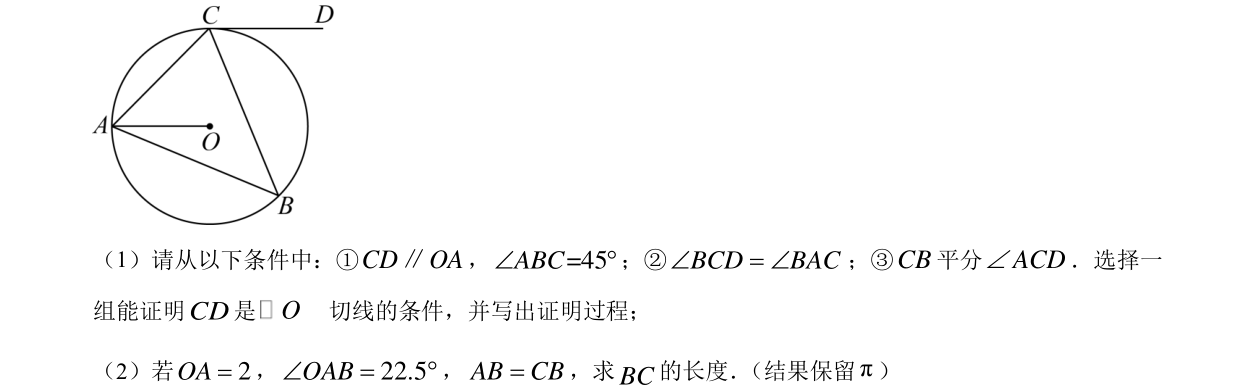 C D
A
O
B
（1）请从以下条件中：①CD∥OA，∠ABC=45°；②∠BCD=∠BAC；③CB平分∠ACD．选择一
组能证明CD是□O 切线的条件，并写出证明过程；
（2）若OA=2，∠OAB=22.5°，AB=CB，求BC的长度．（结果保留π）